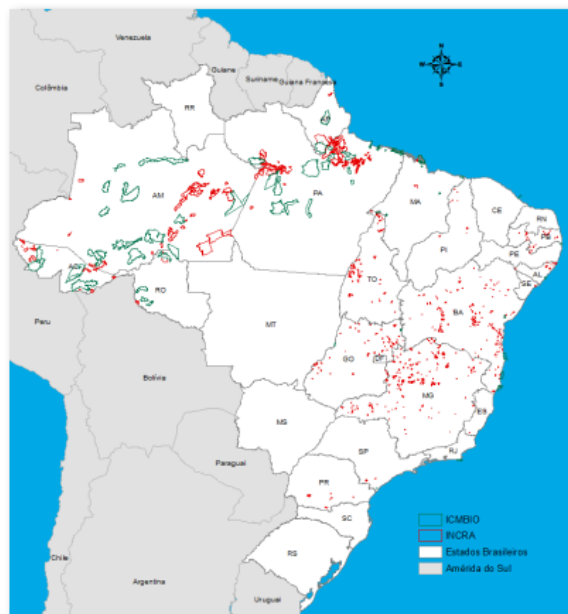 Venezuela
Guiane
Suriname
Guiana Francesa
Colômbia
N
W
E
S
RR
AP
AM
PA
MA
CE
RN
PB
PI
PE
AL
SE
AC
RO
TO
BA
Peru
MT
GO
DF
Bolívia
MG
ES
MS
SP
RJ
Paraguai
PR
SC
RS
Chile
Argentina
Uruguai
ICMBIO
INCRA
Estados Brasileiros
América do Sul